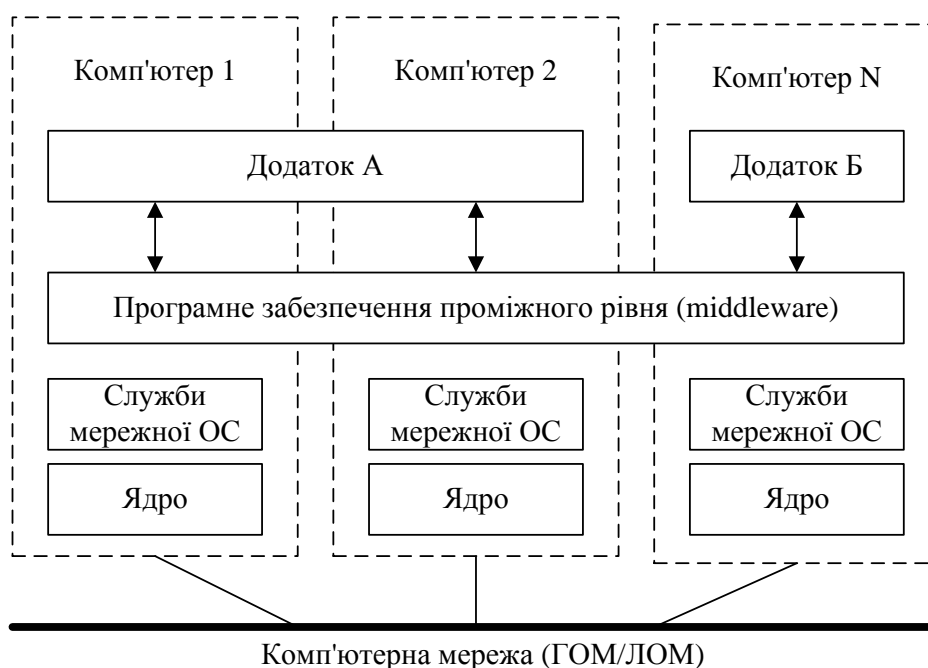 Комп'ютер 1
Комп'ютер 2
Комп'ютер N
Додаток А
Додаток Б
Програмне забезпечення проміжного рівня (middleware)
Служби
мережної ОС
Служби
мережної ОС
Служби
мережної ОС
Ядро
Ядро
Ядро
Комп'ютерна мережа (ГОМ/ЛОМ)